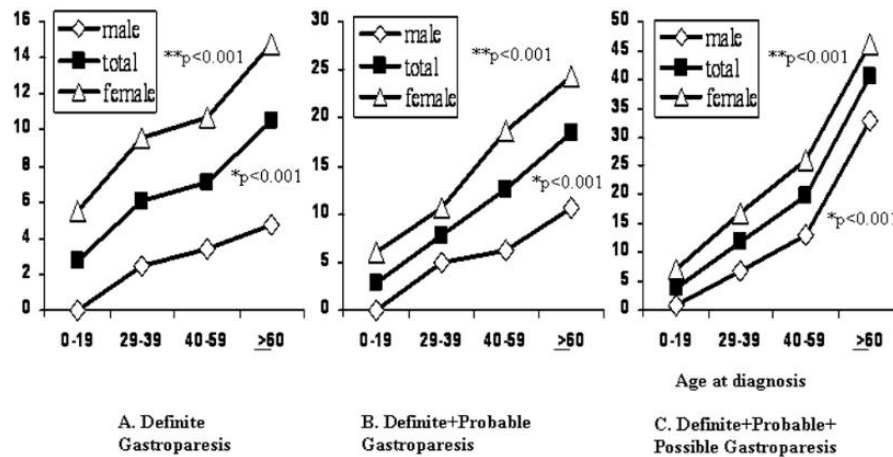 16
14
12
10
8
6
4
2
0
male
total
female
**p<0.001
*p<0.001
0-19 29-39 40-59 >60
A. Definite
Gastroparesis
30
25
20
15
10
5
0
male
total
female
**p<0.001
*p<0.001
0-19 29-39 40-59 >60
B. Definite+Probable
Gastroparesis
50
45
40
35
30
25
20
15
10
5
0
male
total
female
**p<0.001
*p<0.001
0-19 29-39 40-59 >60
Age at diagnosis
C. Definite+Probable+
Possible Gastroparesis